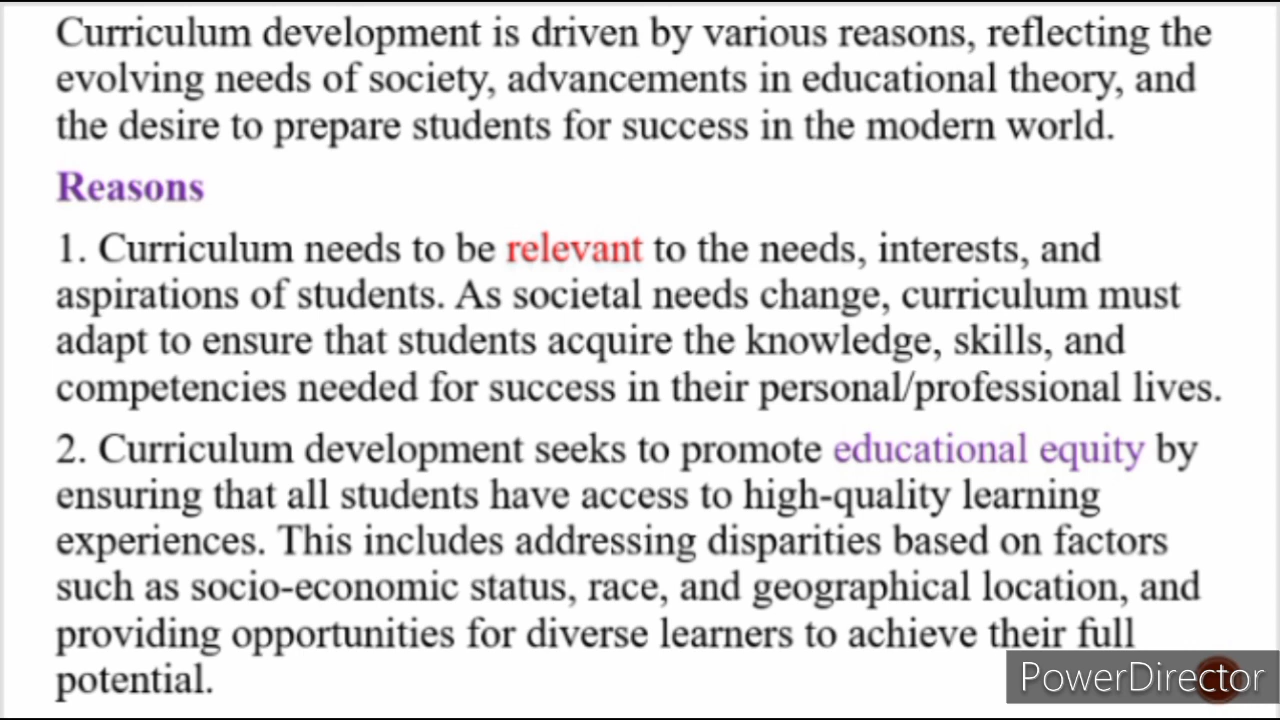 Curriculum development is driven by various reasons, reflecting the
evolving needs of society, advancements in educational theory, and
the desire to prepare students for success in the modern world.
Reasons
1. Curriculum needs to be relevant to the needs, interests, and
aspirations of students. As societal needs change, curriculum must
adapt to ensure that students acquire the knowledge, skills, and
competencies needed for success in their personal/professional lives.
2. Curriculum development seeks to promote educational equity by
ensuring that all students have access to high-quality learning
experiences. This includes addressing disparities based on factors
such as socio-economic status, race, and geographical location, and
providing opportunities for diverse learners to achieve their full
potential.
PowerDirector